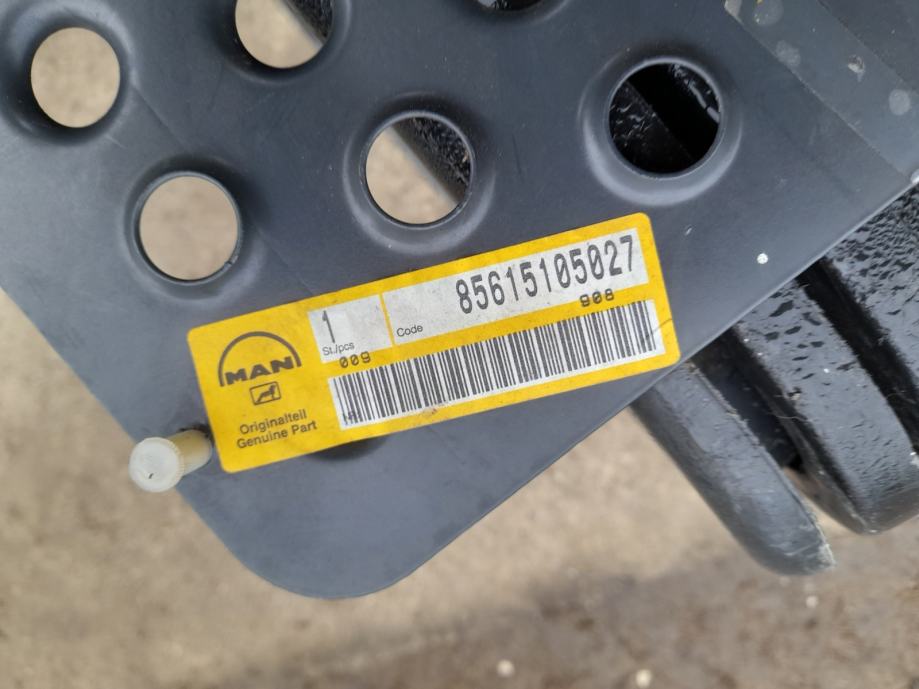 MAN
Originalteil
Genuine Part
1
St./pcs
009
Code
85615105027
908